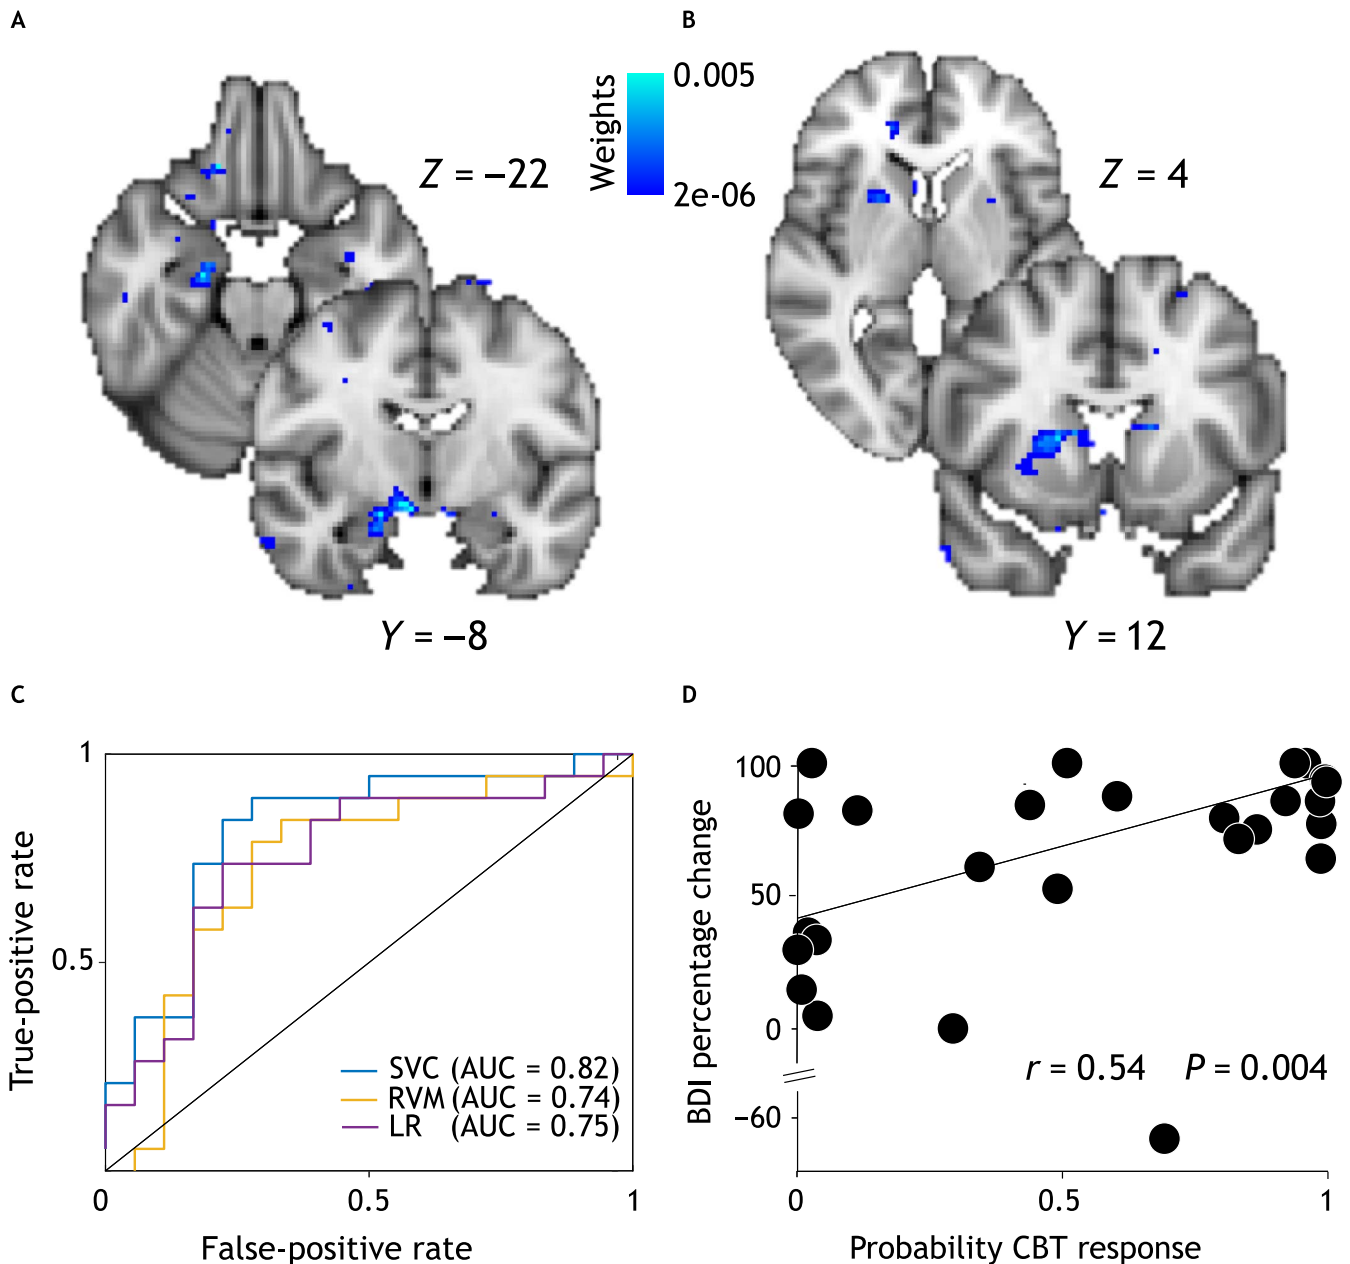 A
B
Weights
0.005
2e-06
Z = −22
Z = 4
Y = −8
Y = 12
C
D
True-positive rate
1
0.5
0
0.5
1
False-positive rate
SVC (AUC = 0.82)
RVM (AUC = 0.74)
LR (AUC = 0.75)
BDI percentage change
100
50
0
−60
r = 0.54 P = 0.004
0
0.5
1
Probability CBT response